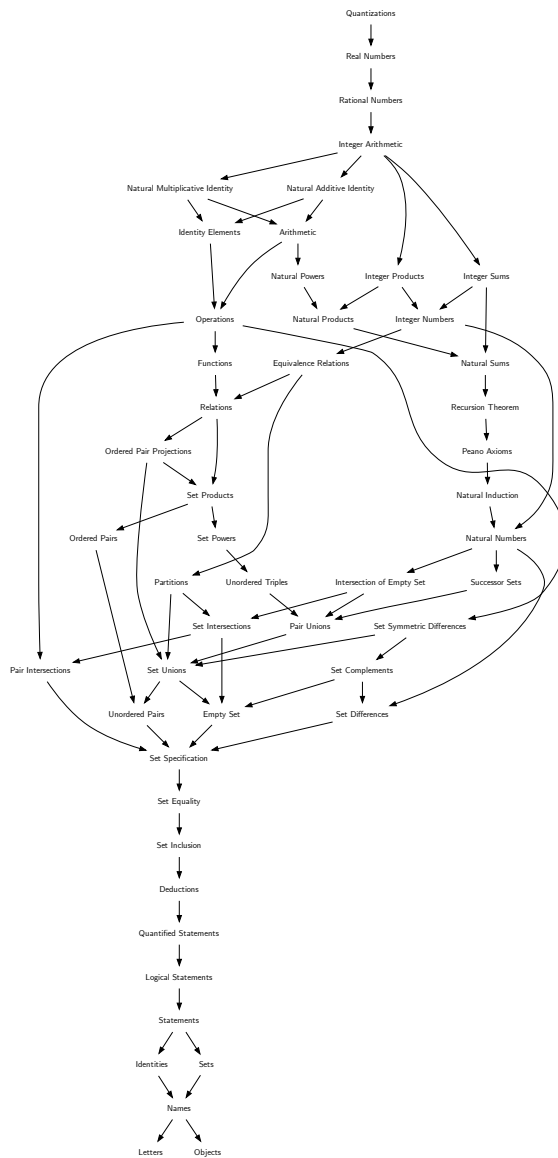 Quantizations
Real Numbers
Rational Numbers
Integer Arithmetic
Natural Multiplicative Identity
Natural Additive Identity
Identity Elements
Arithmetic
Natural Powers
Integer Products
Integer Sums
Operations
Natural Products
Integer Numbers
Functions
Equivalence Relations
Natural Sums
Relations
Recursion Theorem
Ordered Pair Projections
Peano Axioms
Set Products
Natural Induction
Ordered Pairs
Set Powers
Natural Numbers
Partitions
Unordered Triples
Intersection of Empty Set
Successor Sets
Set Intersections
Pair Unions
Set Symmetric Differences
Pair Intersections
Set Unions
Set Complements
Unordered Pairs
Empty Set
Set Differences
Set Specification
Set Equality
Set Inclusion
Deductions
Quantified Statements
Logical Statements
Statements
Identities
Sets
Names
Letters
Objects